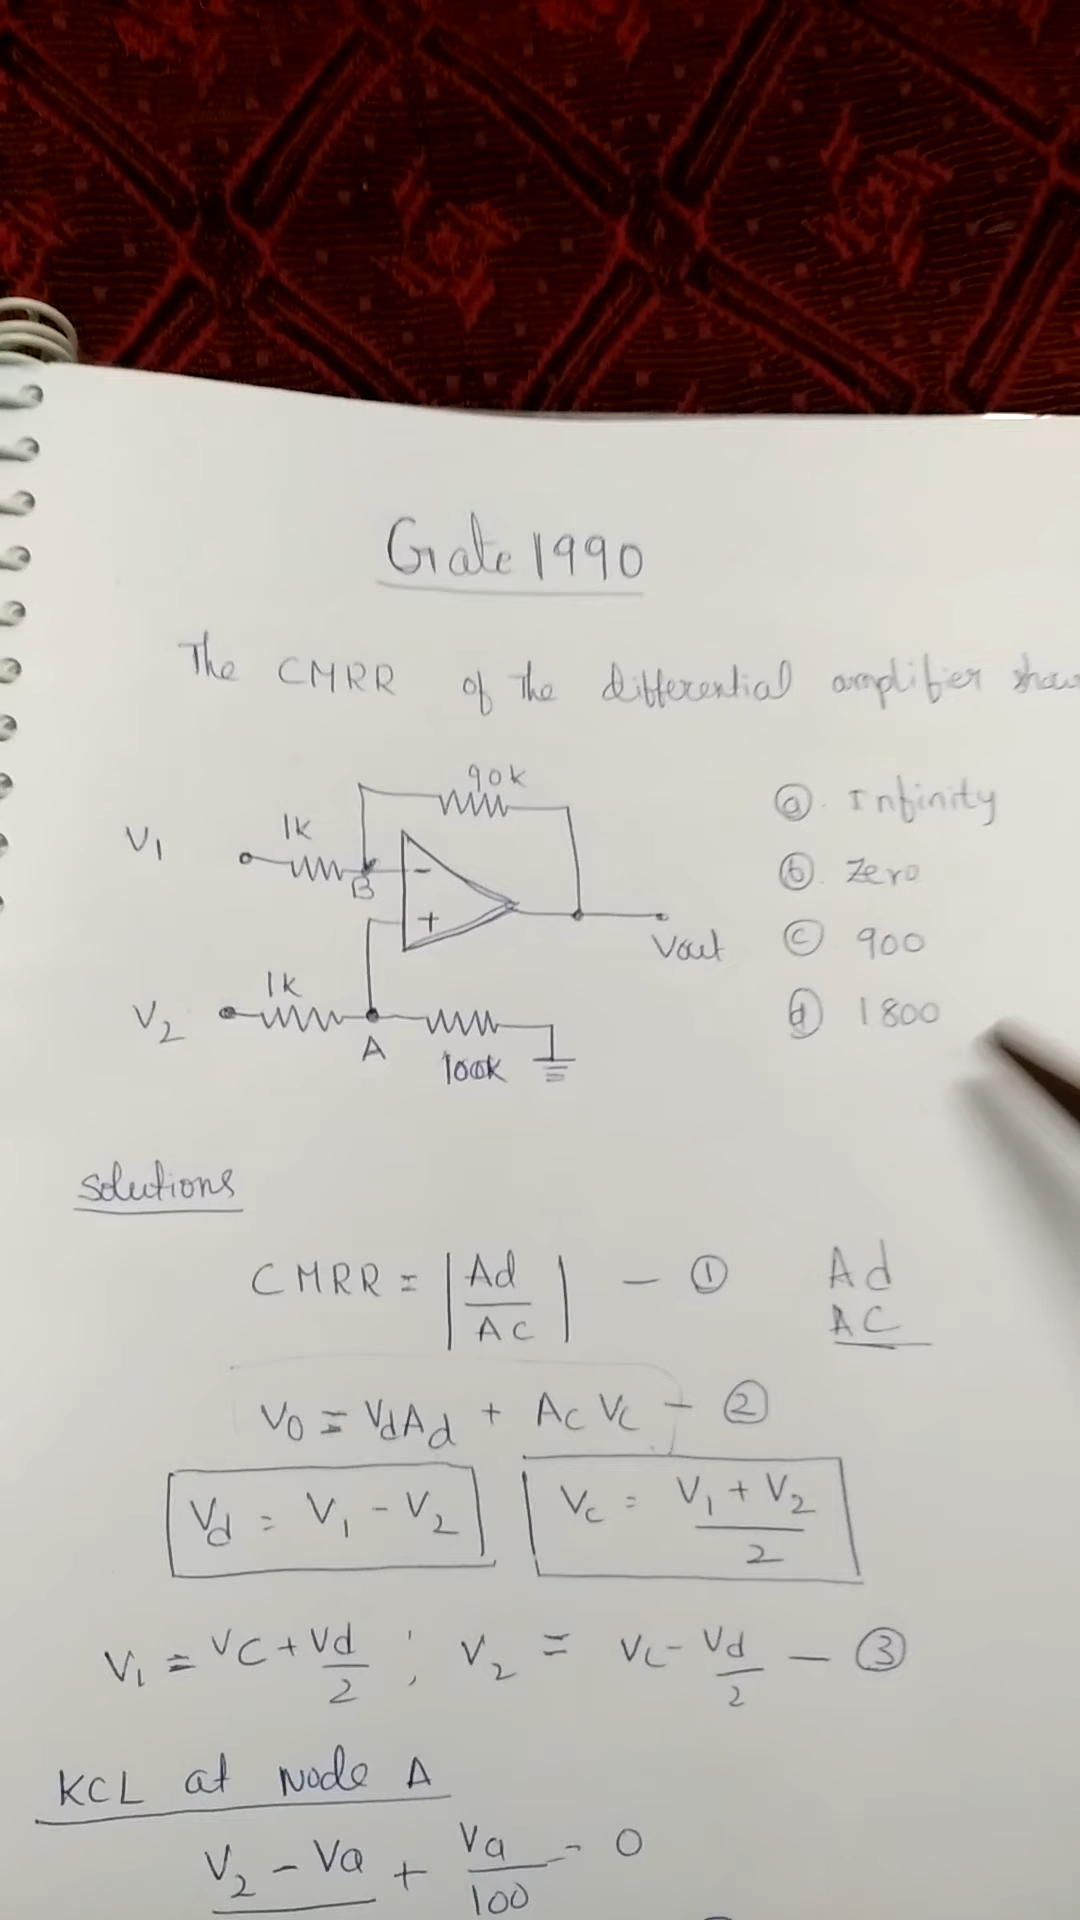 Gate 1990
The CMRR of the differential amplifier
90k
1k
V1
B
-
+
Vout
1k
V2
A
100k
ⓐ. Infinity
ⓑ. Zero
ⓒ 900
ⓓ 1800
Solutions
CMRR = |Ad/AC| — ①
Ad
AC
V0 = VdAd + AC VC — ②
Vd = V1 - V2
VC = V1 + V2 / 2
V1 = VC + Vd/2 ; V2 = VC - Vd/2 — ③
KCL at Node A
V2 - Va + Va/100 = 0